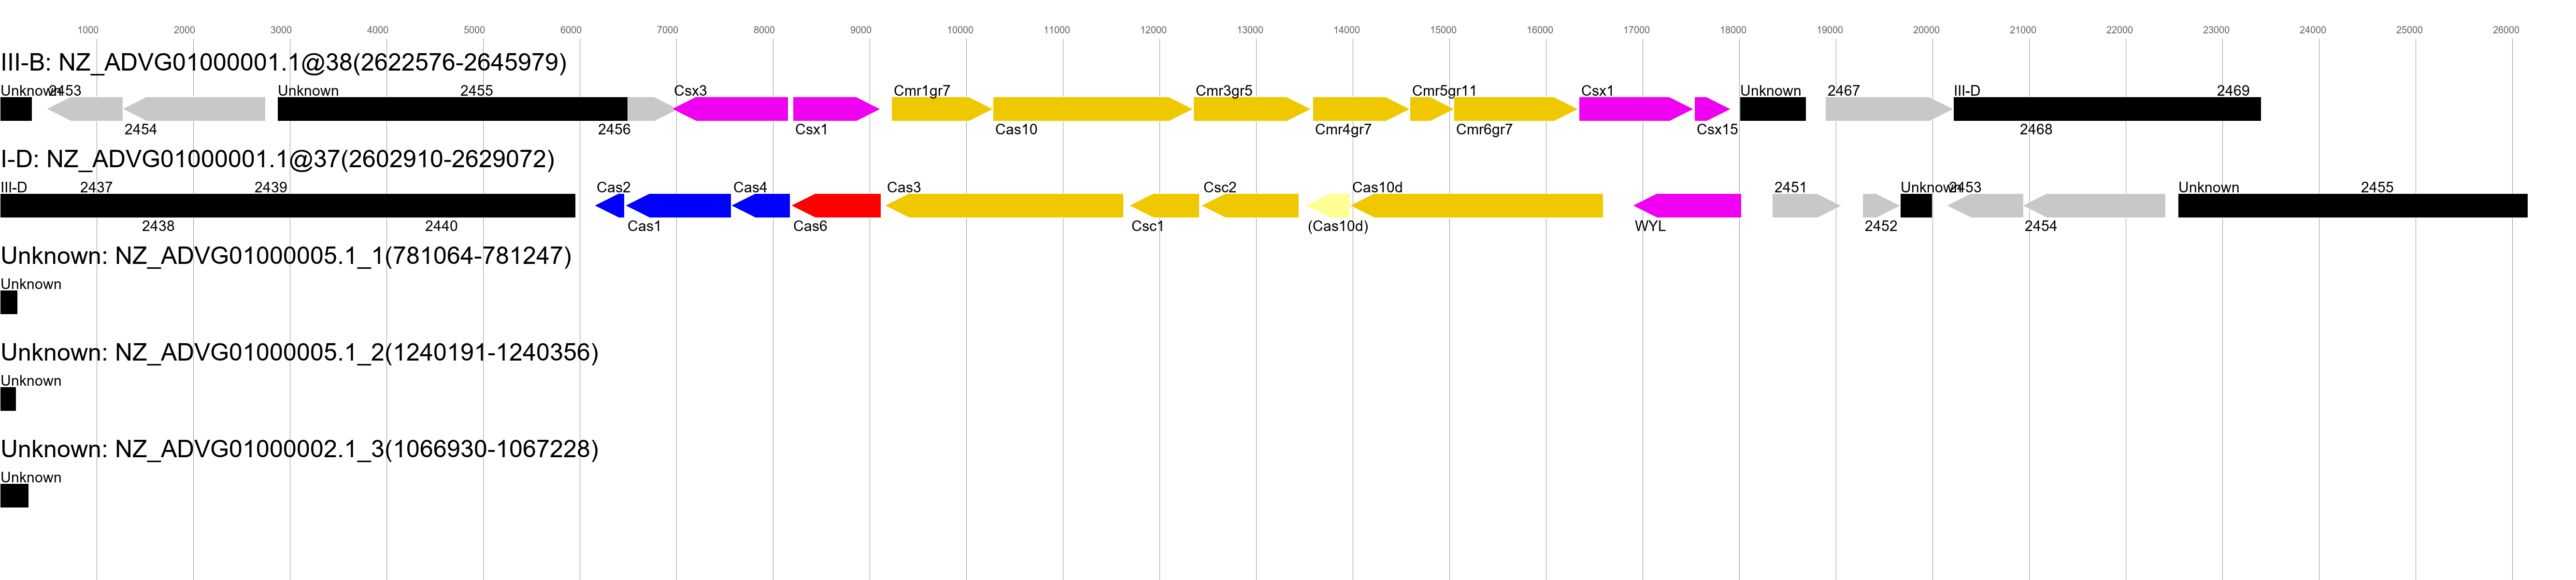 1000 2000 3000 4000 5000 6000 7000 8000 9000 10000 11000 12000 13000 14000 15000 16000 17000 18000 19000 20000 21000 22000 23000 24000 25000 26000
III-B: NZ_ADVG01000001.1@38(2622576-2645979)
Unknown 2453 Unknown 2455 Csx3 Cmr1gr7 Cmr3gr5 Cmr5gr11 Csx1 Unknown 2467 III-D 2469
2454 2456 Csx1 Cas10 Cmr4gr7 Cmr6gr7 Csx15 2468
I-D: NZ_ADVG01000001.1@37(2602910-2629072)
III-D 2437 2439 Cas2 Cas4 Cas3 Csc2 Cas10d 2451 Unknown 2453 Unknown 2455
2438 2440 Cas1 Cas6 Csc1 (Cas10d) WYL 2452 2454
Unknown: NZ_ADVG01000005.1_1(781064-781247)
Unknown
Unknown: NZ_ADVG01000005.1_2(1240191-1240356)
Unknown
Unknown: NZ_ADVG01000002.1_3(1066930-1067228)
Unknown